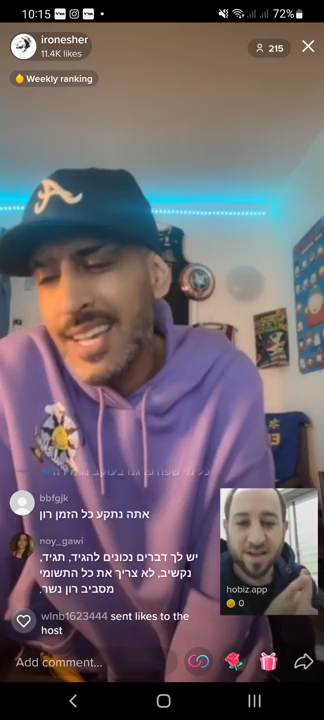 10:15
72%
ironesher
11.4K likes
215
Weekly ranking
A
bbfgjk
אתה נתקע כל הזמן רון
noy_gawi
יש לך דברים נכונים להגיד, תגיד,
נקשיב, לא צריך את כל התשומי
מסביב רון נשר.
wlnb1623444 sent likes to the
host
hobiz.app
0
Add comment...